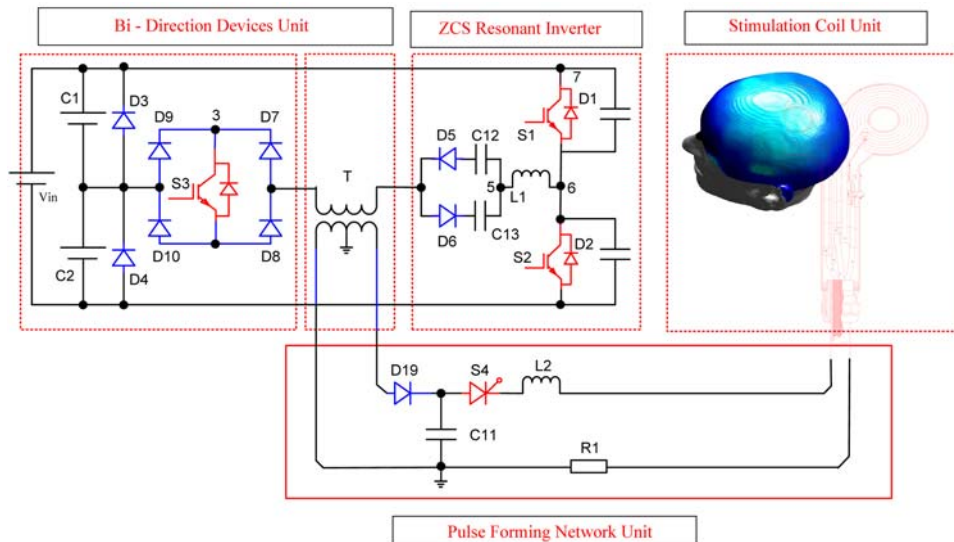 Bi - Direction Devices Unit
ZCS Resonant Inverter
Stimulation Coil Unit
C1
D3
D9
3
D7
7
D1
S1
D5
C12
Vin
S3
T
5
L1
6
D6
C13
C2
D4
D10
D8
S2
D2
D19
S4
L2
C11
R1
Pulse Forming Network Unit